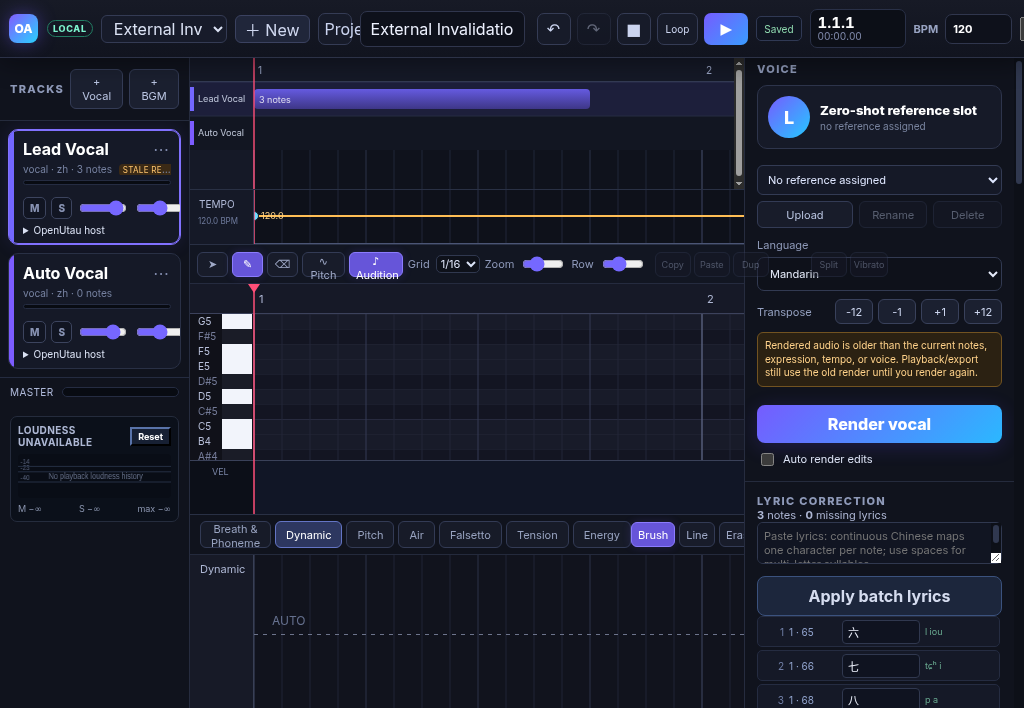 OA
LOCAL
External Inv
+ New
Proje
External Invalidatio
Loop
Saved
1.1.1
00:00.00
BPM
120
TRACKS
+
Vocal
+
BGM
Lead Vocal
vocal · zh · 3 notes
STALE RE...
M
S
OpenUtau host
Auto Vocal
vocal · zh · 0 notes
M
S
OpenUtau host
MASTER
LOUDNESS
UNAVAILABLE
Reset
-14
-23
-40
No playback loudness history
M -∞
S -∞
max -∞
1
2
Lead Vocal
3 notes
Auto Vocal
TEMPO
120.0 BPM
120.0
Pitch
Audition
Grid
1/16
Zoom
Row
Copy
Paste
Dup
Split
Vibrato
1
2
G5
F#5
F5
E5
D#5
D5
C#5
C5
B4
A#4
VEL
Breath &
Phoneme
Dynamic
Pitch
Air
Falsetto
Tension
Energy
Brush
Line
Era
Dynamic
AUTO
VOICE
L
Zero-shot reference slot
no reference assigned
No reference assigned
Upload
Rename
Delete
Language
Mandarin
Transpose
-12
-1
+1
+12
Rendered audio is older than the current notes,
expression, tempo, or voice. Playback/export
still use the old render until you render again.
Render vocal
Auto render edits
LYRIC CORRECTION
3 notes · 0 missing lyrics
Paste lyrics: continuous Chinese maps
one character per note; use spaces for
multi-letter syllables
Apply batch lyrics
1 1 · 65 六 l iou
2 1 · 66 七 tɕʰ i
3 1 · 68 八 p a